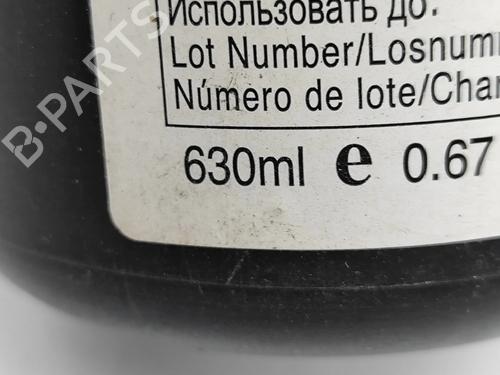 Использовать до:
Lot Number/Losnumm
Número de lote/Char
630ml e 0.67
B-PARTS